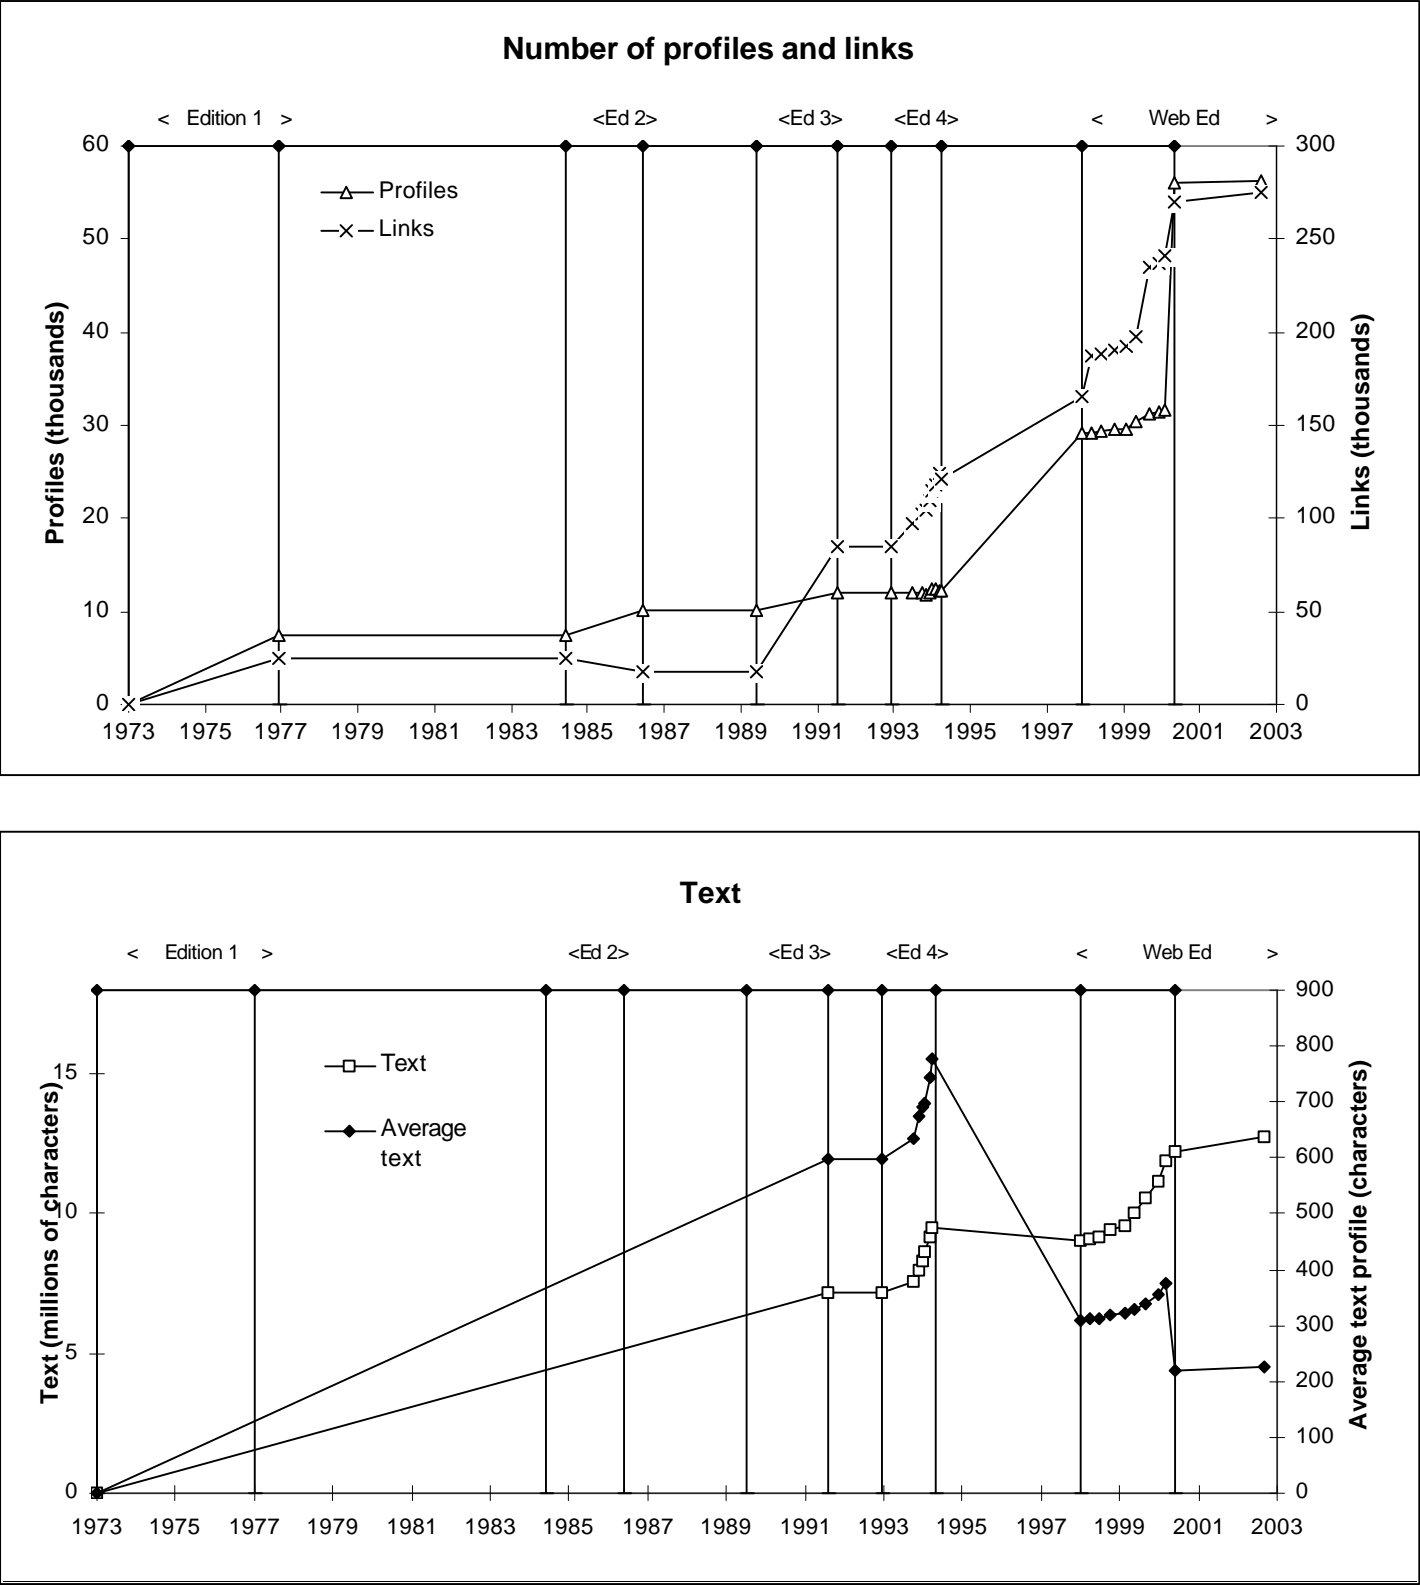 Number of profiles and links
< Edition 1 > <Ed 2> <Ed 3> <Ed 4> < Web Ed >
60 300
Profiles
Links
50 250
40 200
30 150
20 100
10 50
0 0
Profiles (thousands)
Links (thousands)
1973 1975 1977 1979 1981 1983 1985 1987 1989 1991 1993 1995 1997 1999 2001 2003
Text
< Edition 1 > <Ed 2> <Ed 3> <Ed 4> < Web Ed >
900
800
15
Text
700
Average
text
600
10 500
400
300
5
200
100
0 0
Text (millions of characters)
Average text profile (characters)
1973 1975 1977 1979 1981 1983 1985 1987 1989 1991 1993 1995 1997 1999 2001 2003